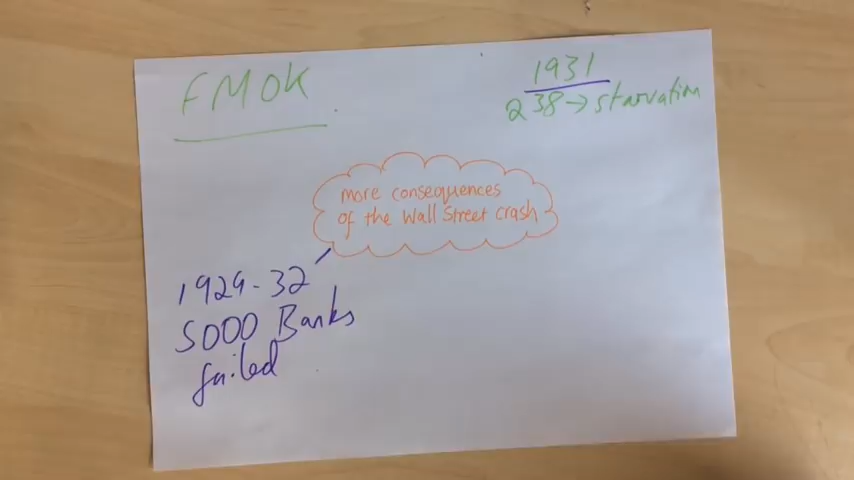 FMOK
1931
238→starvation
more consequences
of the Wall Street crash
1929-32
5000 Banks
failed